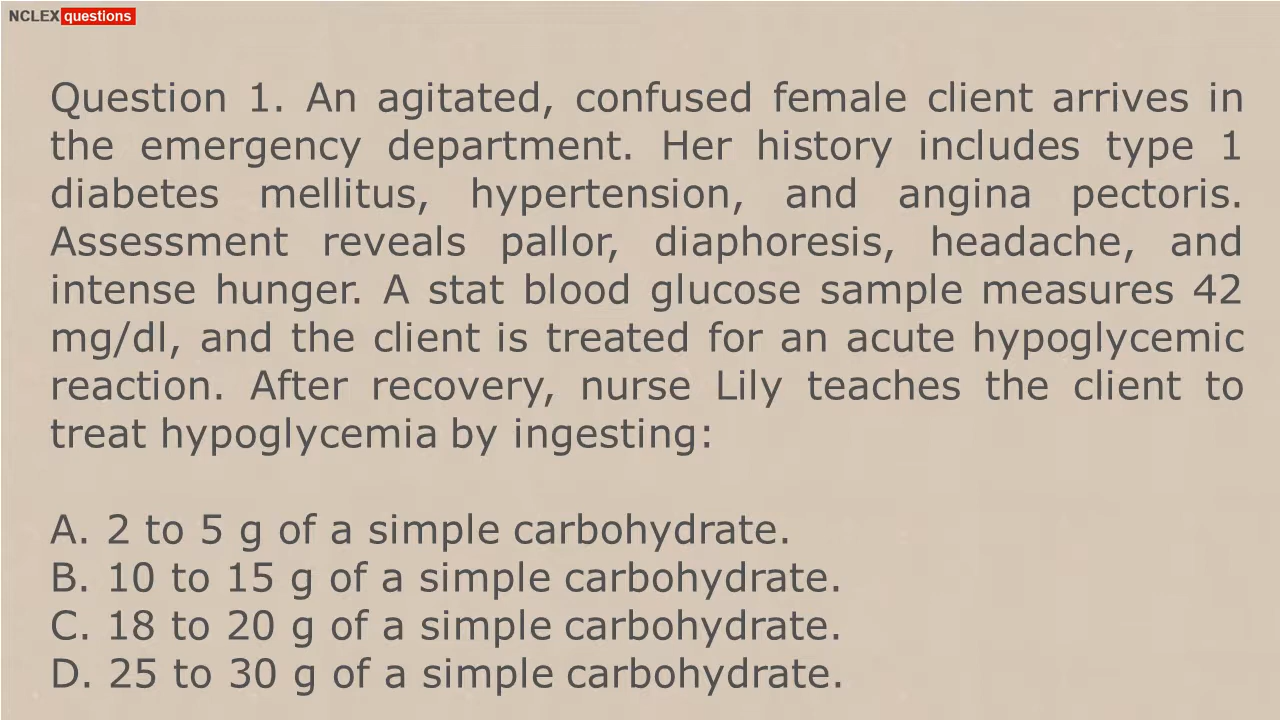 NCLEX questions
Question 1. An agitated, confused female client arrives in
the emergency department. Her history includes type 1
diabetes mellitus, hypertension, and angina pectoris.
Assessment reveals pallor, diaphoresis, headache, and
intense hunger. A stat blood glucose sample measures 42
mg/dl, and the client is treated for an acute hypoglycemic
reaction. After recovery, nurse Lily teaches the client to
treat hypoglycemia by ingesting:
A. 2 to 5 g of a simple carbohydrate.
B. 10 to 15 g of a simple carbohydrate.
C. 18 to 20 g of a simple carbohydrate.
D. 25 to 30 g of a simple carbohydrate.